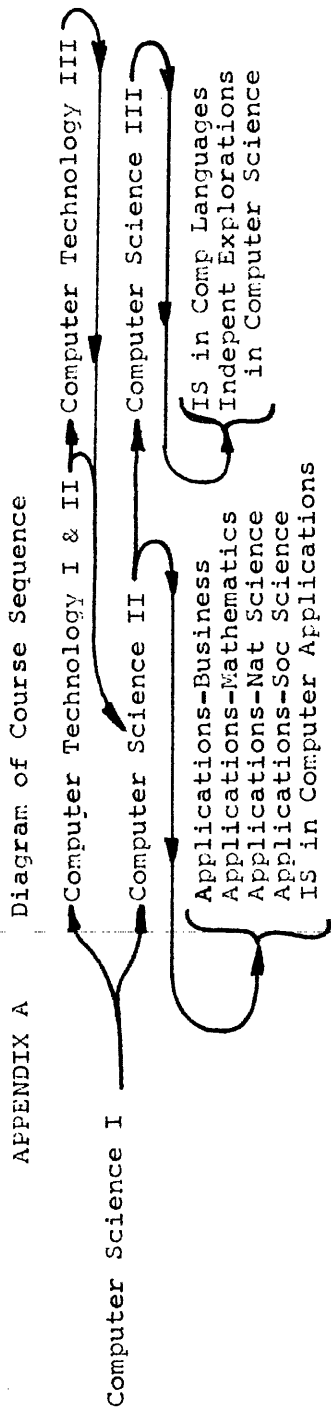 APPENDIX A
Diagram of Course Sequence
Computer Science I
Computer Technology I & II
Computer Technology III
Computer Science II
Computer Science III
Applications-Business
Applications-Mathematics
Applications-Nat Science
Applications-Soc Science
IS in Computer Applications
IS in Comp Languages
Indepent Explorations
in Computer Science